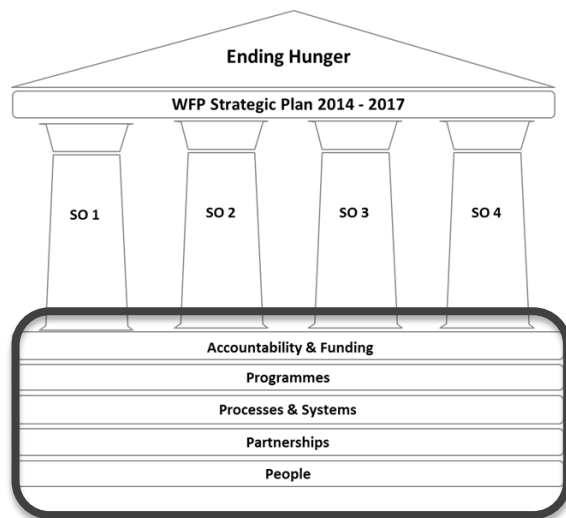 Ending Hunger
WFP Strategic Plan 2014 - 2017
SO 1
SO 2
SO 3
SO 4
Accountability & Funding
Programmes
Processes & Systems
Partnerships
People